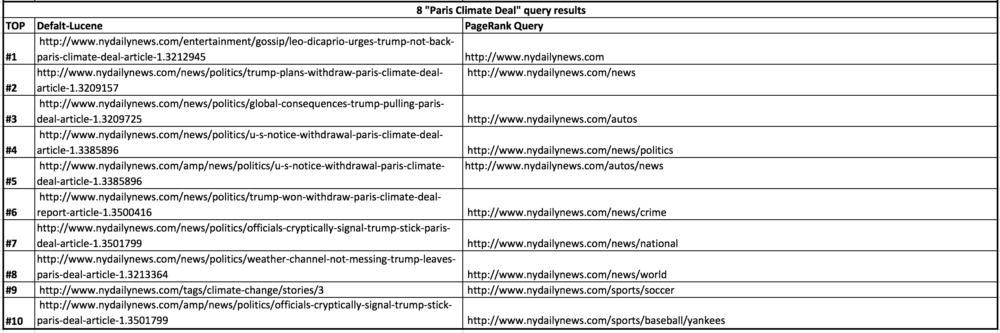 8 "Paris Climate Deal" query results
TOP Defalt-Lucene PageRank Query
http://www.nydailynews.com/entertainment/gossip/leo-dicaprio-urges-trump-not-back-
#1 paris-climate-deal-article-1.3212945 http://www.nydailynews.com
http://www.nydailynews.com/news/politics/trump-plans-withdraw-paris-climate-deal- http://www.nydailynews.com/news
#2 article-1.3209157
http://www.nydailynews.com/news/politics/global-consequences-trump-pulling-paris-
#3 deal-article-1.3209725 http://www.nydailynews.com/autos
http://www.nydailynews.com/news/politics/u-s-notice-withdrawal-paris-climate-deal-
#4 article-1.3385896 http://www.nydailynews.com/news/politics
http://www.nydailynews.com/amp/news/politics/u-s-notice-withdrawal-paris-climate- http://www.nydailynews.com/autos/news
#5 deal-article-1.3385896
http://www.nydailynews.com/news/politics/trump-won-withdraw-paris-climate-deal-
#6 report-article-1.3500416 http://www.nydailynews.com/news/crime
http://www.nydailynews.com/news/politics/officials-cryptically-signal-trump-stick-paris-
#7 deal-article-1.3501799 http://www.nydailynews.com/news/national
http://www.nydailynews.com/news/politics/weather-channel-not-messing-trump-leaves-
#8 paris-deal-article-1.3213364 http://www.nydailynews.com/news/world
#9 http://www.nydailynews.com/tags/climate-change/stories/3 http://www.nydailynews.com/sports/soccer
http://www.nydailynews.com/amp/news/politics/officials-cryptically-signal-trump-stick-
#10 paris-deal-article-1.3501799 http://www.nydailynews.com/sports/baseball/yankees